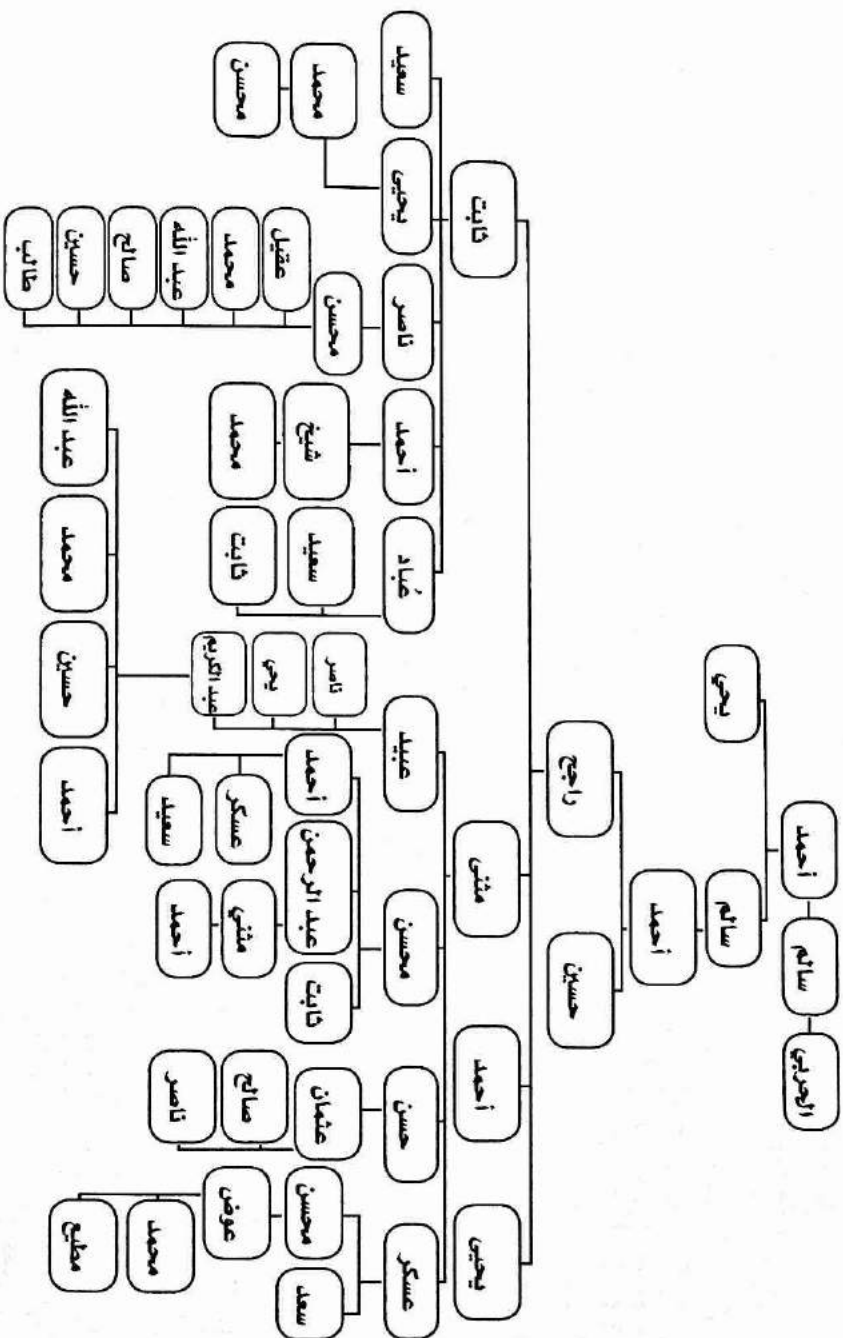 الحربي
سالم
أحمد
سالم
يحي
أحمد
حسين
راجح
يحيى
أحمد
مثنى
ثابت
عسكر
حسن
محسن
عبيد
عُباد
أحمد
ناصر
يحيى
سعيد
سعد
محسن
عوض
محمد
مطيع
عثمان
صالح
ناصر
ثابت
عبد الرحمن
مثني
أحمد
أحمد
عسكر
سعيد
ناصر
يحي
عبد الكريم
أحمد
حسين
محمد
عبد الله
سعيد
ثابت
شيخ
محمد
محسن
عقيل
محمد
عبد الله
صالح
حسين
طالب
محمد
محسن